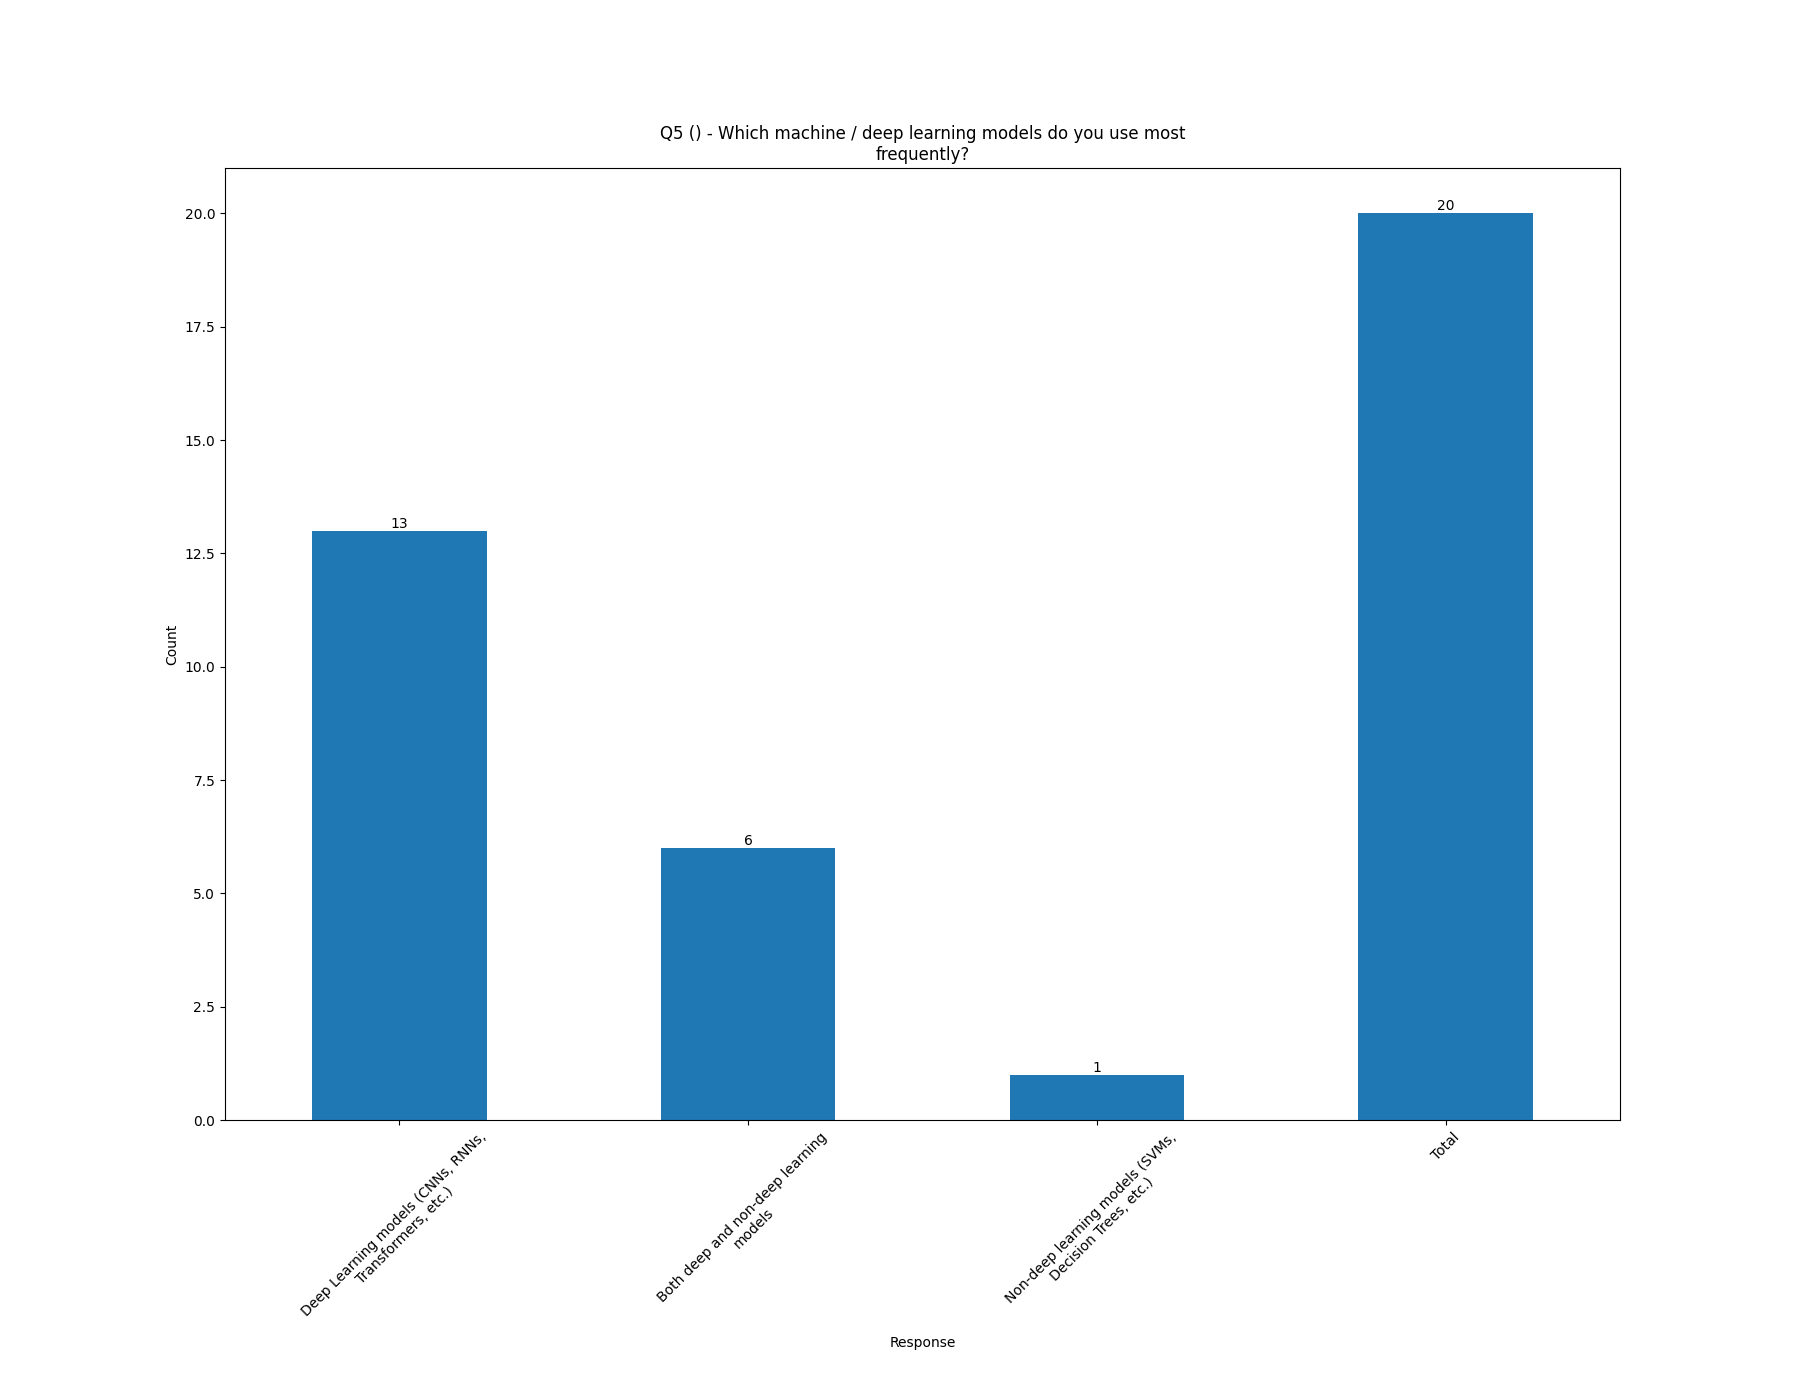 Q5 () - Which machine / deep learning models do you use most
frequently?
20.0
17.5
15.0
12.5
10.0
7.5
5.0
2.5
0.0
Count
13
6
1
20
Deep Learning models (CNNs, RNNs,
Transformers, etc.)
Both deep and non-deep learning
models
Non-deep learning models (SVMs,
Decision Trees, etc.)
Total
Response